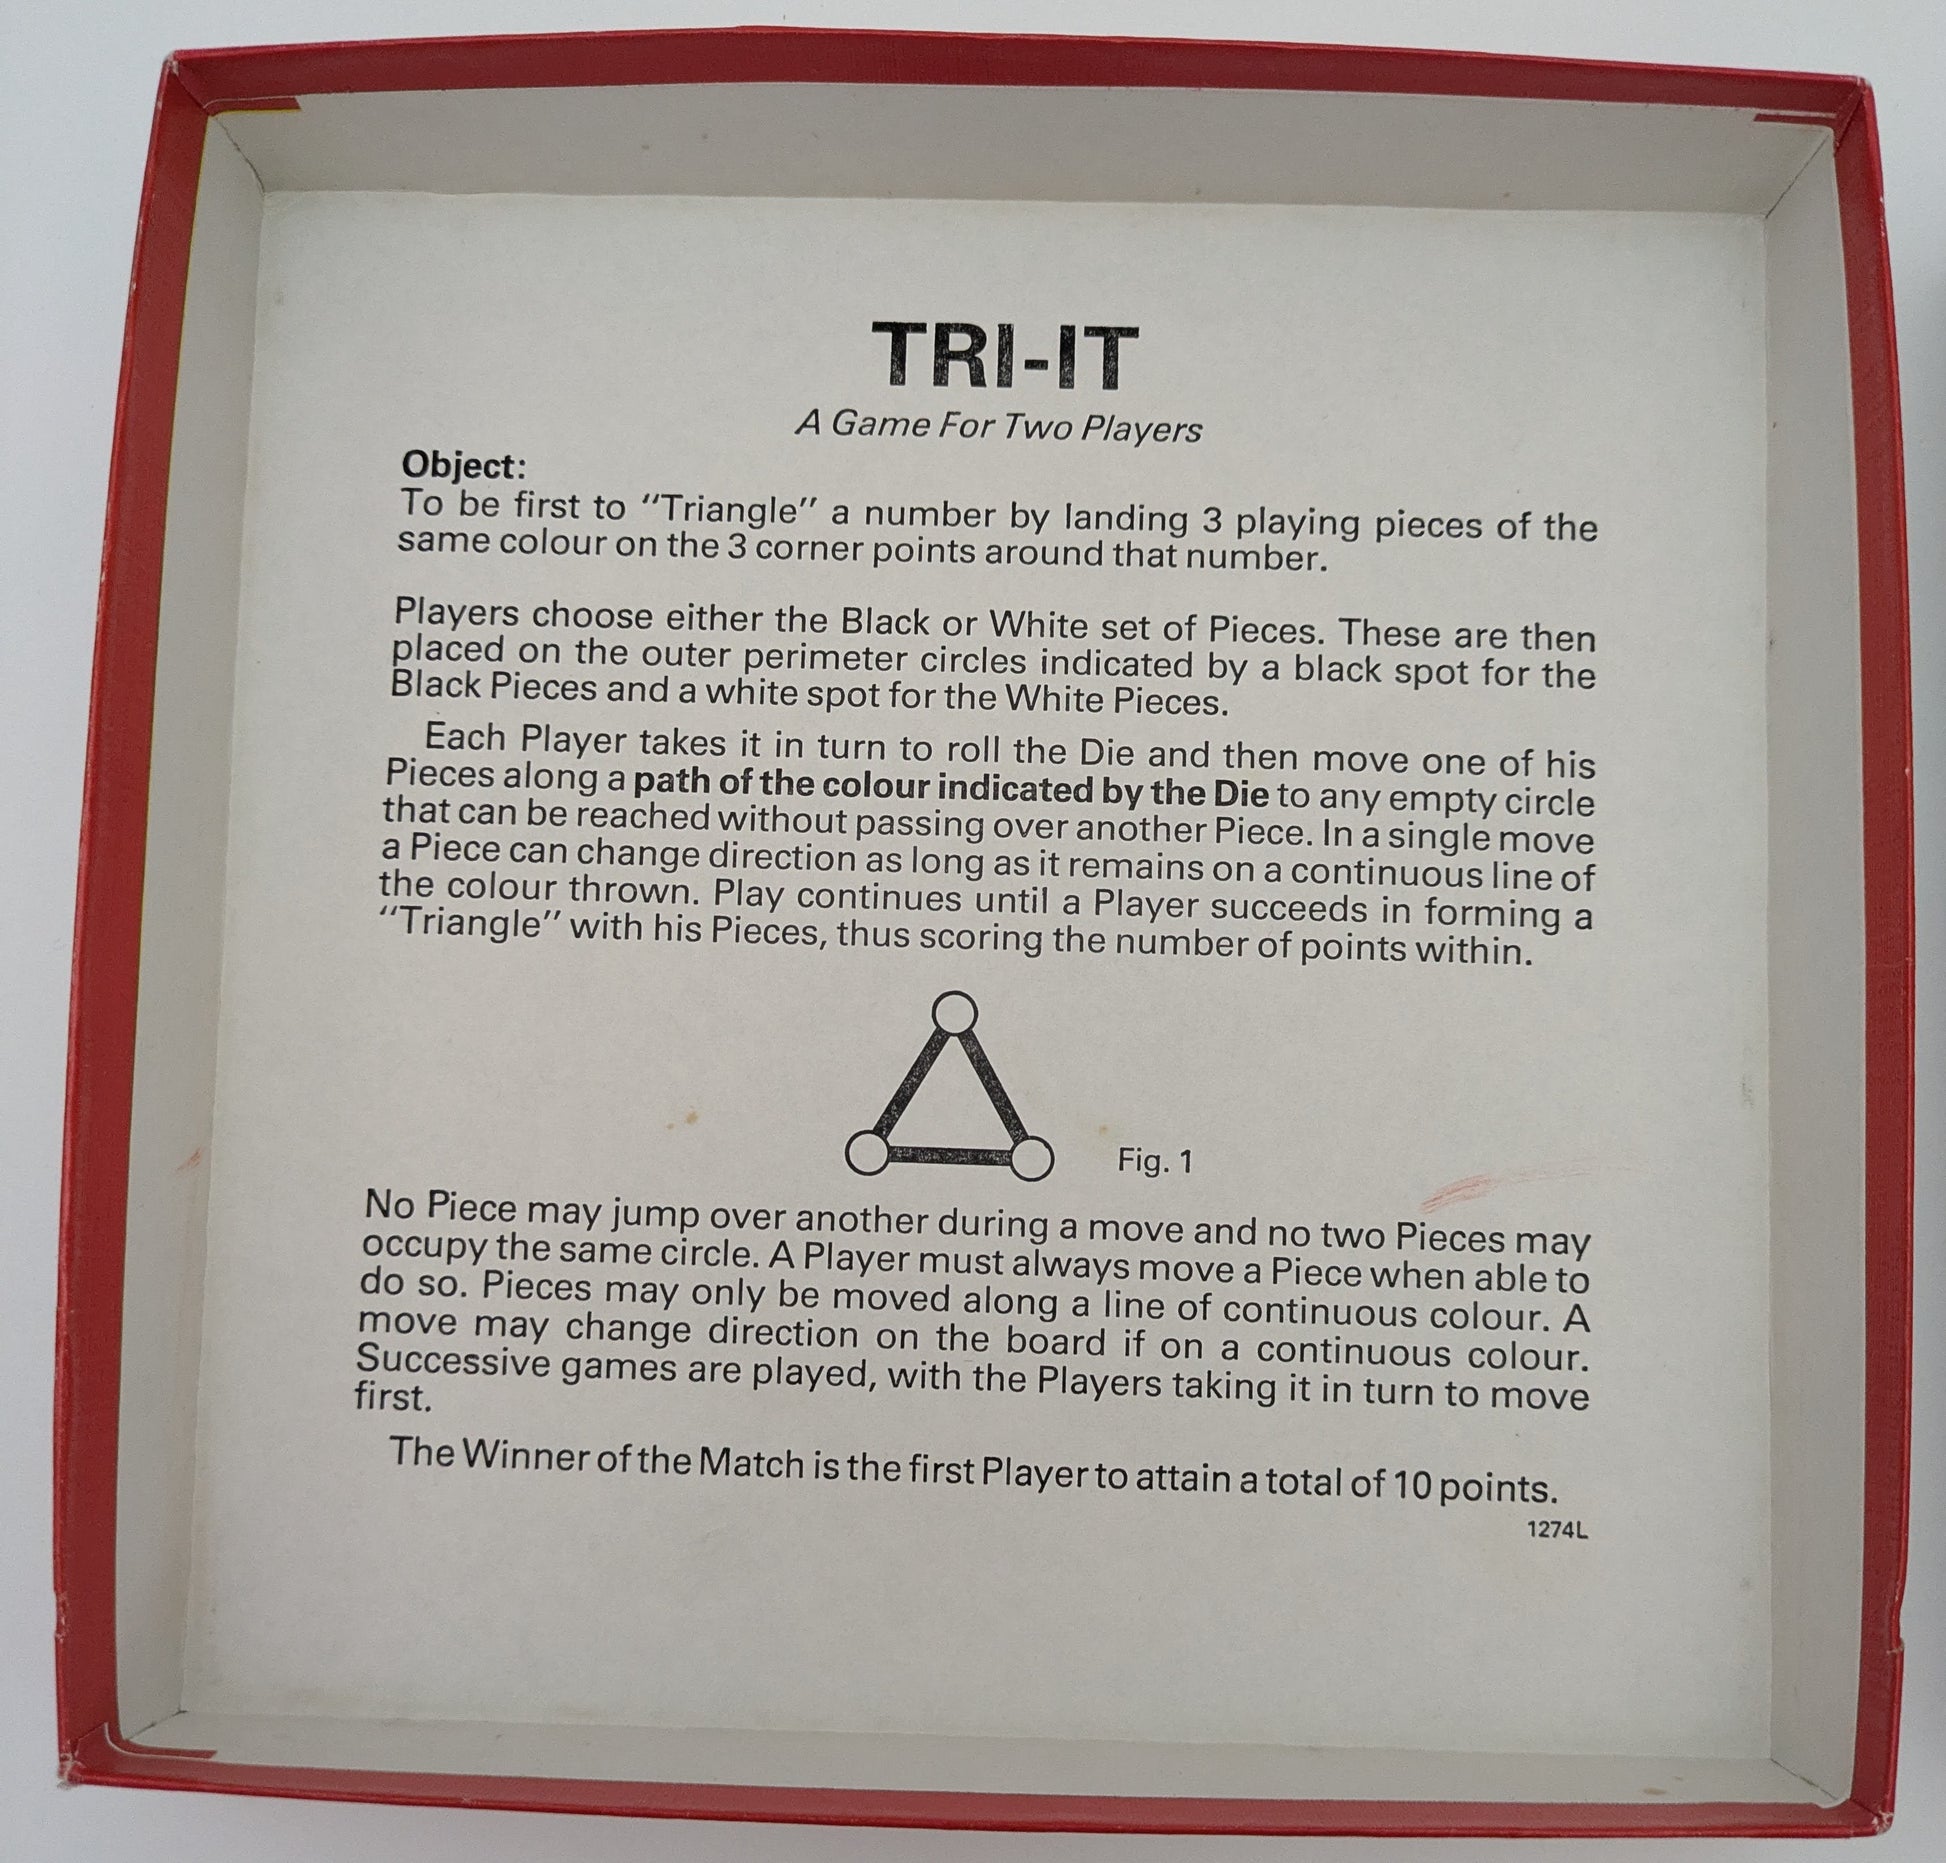 TRI-IT
A Game For Two Players
Object:
To be first to "Triangle" a number by landing 3 playing pieces of the
same colour on the 3 corner points around that number.
Players choose either the Black or White set of Pieces. These are then
placed on the outer perimeter circles indicated by a black spot for the
Black Pieces and a white spot for the White Pieces.
Each Player takes it in turn to roll the Die and then move one of his
Pieces along a path of the colour indicated by the Die to any empty circle
that can be reached without passing over another Piece. In a single move
a Piece can change direction as long as it remains on a continuous line of
the colour thrown. Play continues until a Player succeeds in forming a
"Triangle" with his Pieces, thus scoring the number of points within.
Fig. 1
No Piece may jump over another during a move and no two Pieces may
occupy the same circle. A Player must always move a Piece when able to
do so. Pieces may only be moved along a line of continuous colour. A
move may change direction on the board if on a continuous colour.
Successive games are played, with the Players taking it in turn to move
first.
The Winner of the Match is the first Player to attain a total of 10 points.
1274L